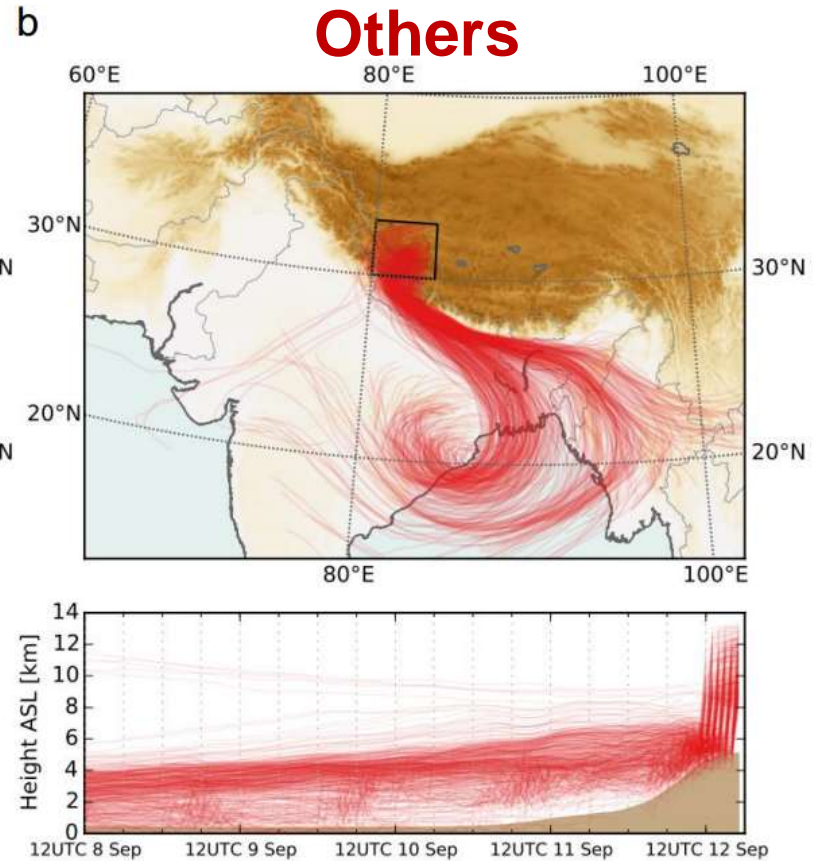 b
Others
60°E 80°E 100°E
30°N
N 30°N
20°N
N 20°N
80°E 100°E
Height ASL [km]
14
12
10
8
6
4
2
0
12UTC 8 Sep 12UTC 9 Sep 12UTC 10 Sep 12UTC 11 Sep 12UTC 12 Sep